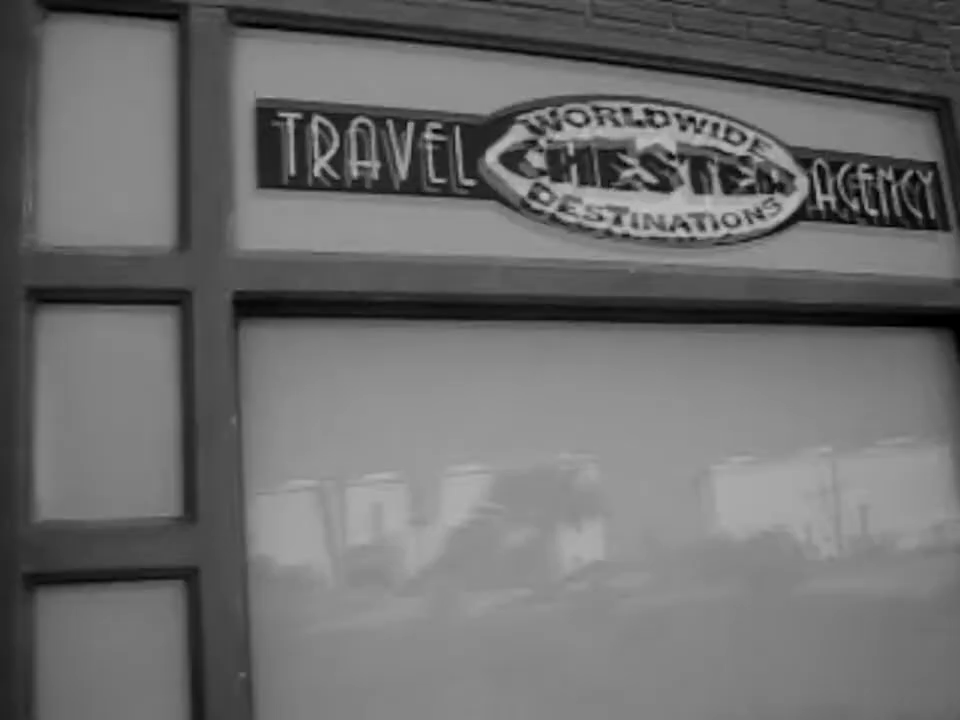 TRAVEL
WORLDWIDE
CHESTER
DESTINATIONS
AGENCY